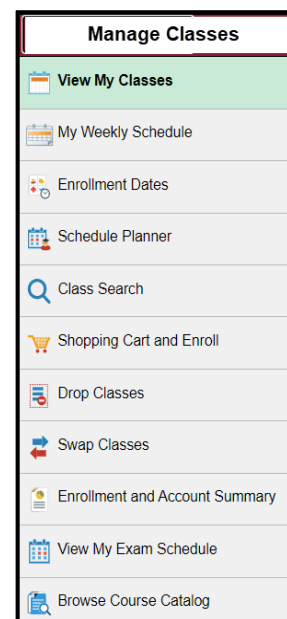 Manage Classes
View My Classes
My Weekly Schedule
Enrollment Dates
Schedule Planner
Class Search
Shopping Cart and Enroll
Drop Classes
Swap Classes
Enrollment and Account Summary
View My Exam Schedule
Browse Course Catalog